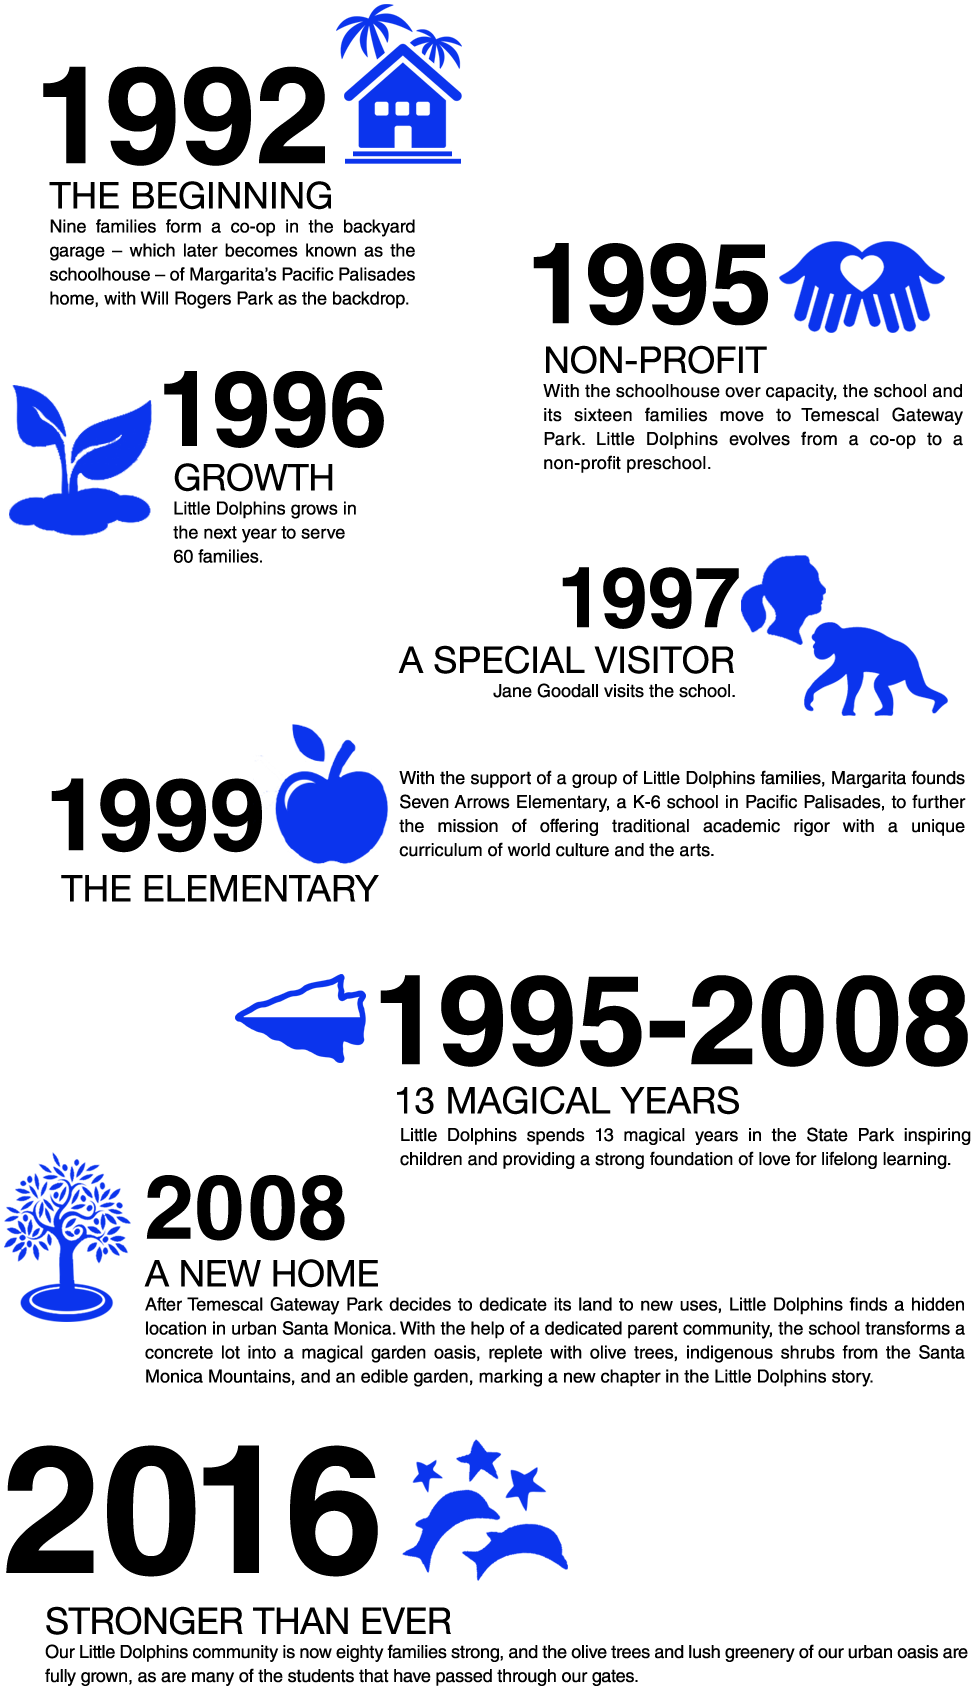 1992
THE BEGINNING
Nine families form a co-op in the backyard
garage – which later becomes known as the
schoolhouse – of Margarita's Pacific Palisades
home, with Will Rogers Park as the backdrop.
1995
NON-PROFIT
With the schoolhouse over capacity, the school and
its sixteen families move to Temescal Gateway
Park. Little Dolphins evolves from a co-op to a
non-profit preschool.
1996
GROWTH
Little Dolphins grows in
the next year to serve
60 families.
1997
A SPECIAL VISITOR
Jane Goodall visits the school.
1999
THE ELEMENTARY
With the support of a group of Little Dolphins families, Margarita founds
Seven Arrows Elementary, a K-6 school in Pacific Palisades, to further
the mission of offering traditional academic rigor with a unique
curriculum of world culture and the arts.
1995-2008
13 MAGICAL YEARS
Little Dolphins spends 13 magical years in the State Park inspiring
children and providing a strong foundation of love for lifelong learning.
2008
A NEW HOME
After Temescal Gateway Park decides to dedicate its land to new uses, Little Dolphins finds a hidden
location in urban Santa Monica. With the help of a dedicated parent community, the school transforms a
concrete lot into a magical garden oasis, replete with olive trees, indigenous shrubs from the Santa
Monica Mountains, and an edible garden, marking a new chapter in the Little Dolphins story.
2016
STRONGER THAN EVER
Our Little Dolphins community is now eighty families strong, and the olive trees and lush greenery of our urban oasis are
fully grown, as are many of the students that have passed through our gates.